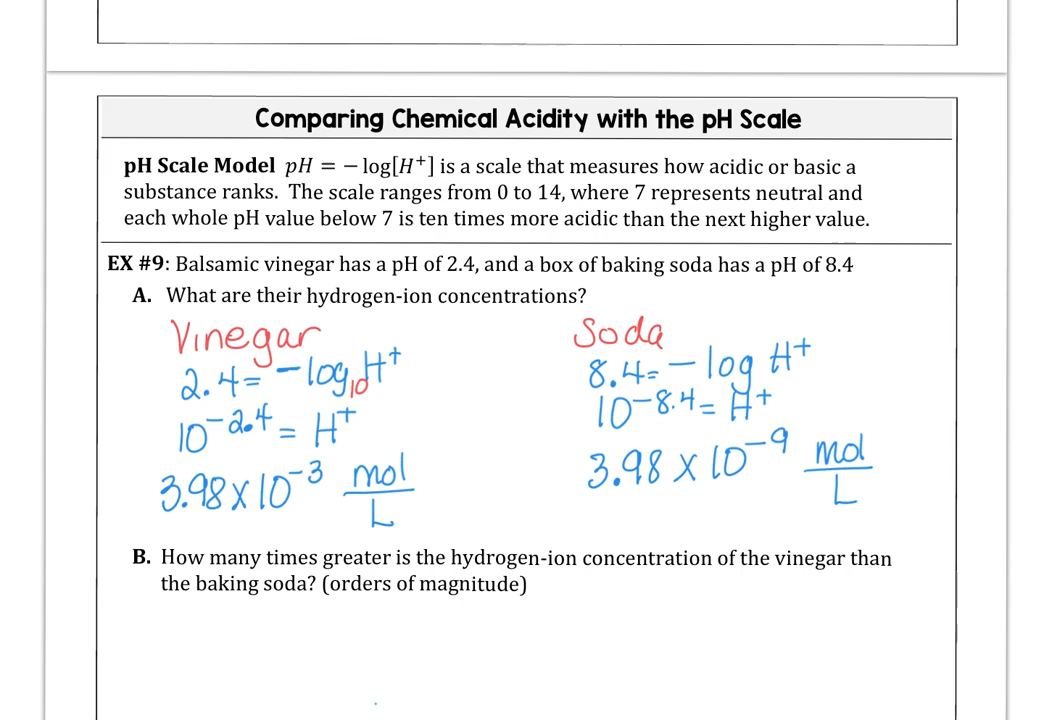 Comparing Chemical Acidity with the pH Scale
pH Scale Model pH = − log[H⁺] is a scale that measures how acidic or basic a
substance ranks. The scale ranges from 0 to 14, where 7 represents neutral and
each whole pH value below 7 is ten times more acidic than the next higher value.
EX #9: Balsamic vinegar has a pH of 2.4, and a box of baking soda has a pH of 8.4
A. What are their hydrogen-ion concentrations?
Vinegar
2.4 = −log₁₀ H⁺
10⁻²·⁴ = H⁺
3.98 x 10⁻³ mol/L
Soda
8.4 = − log H⁺
10⁻⁸·⁴ = H⁺
3.98 x 10⁻⁹ mol/L
B. How many times greater is the hydrogen-ion concentration of the vinegar than
the baking soda? (orders of magnitude)